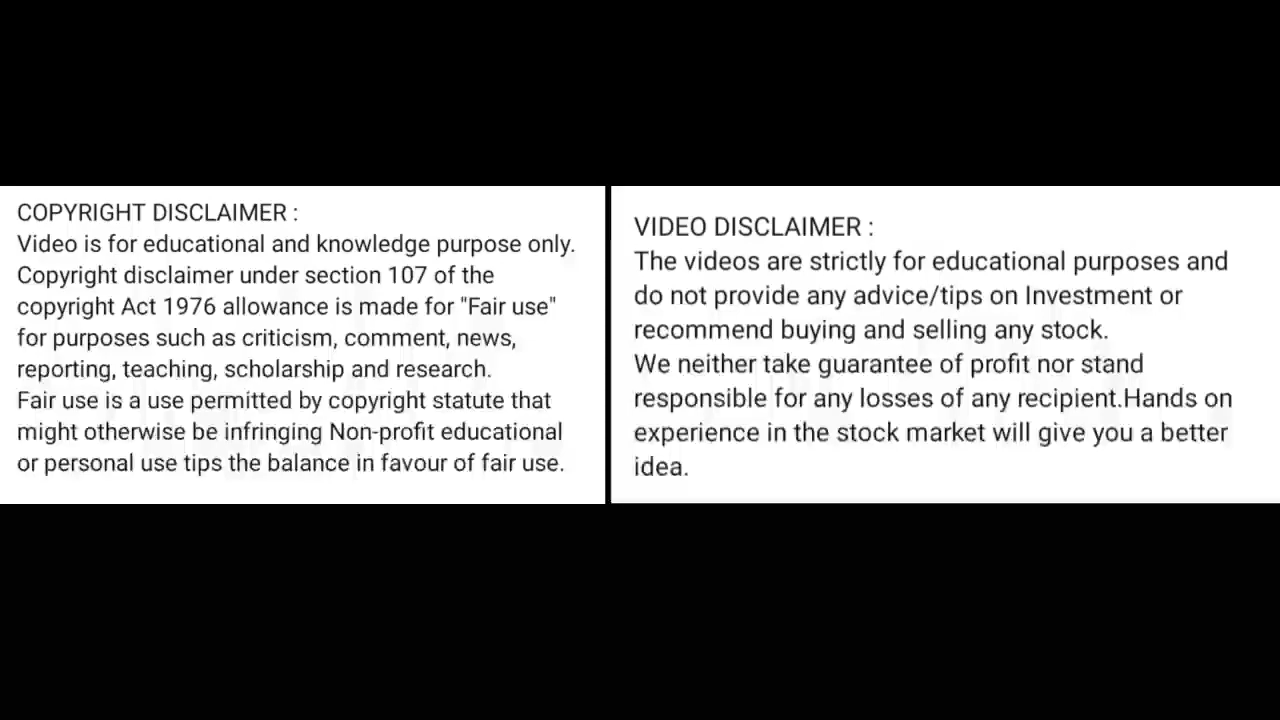 COPYRIGHT DISCLAIMER :
Video is for educational and knowledge purpose only.
Copyright disclaimer under section 107 of the
copyright Act 1976 allowance is made for "Fair use"
for purposes such as criticism, comment, news,
reporting, teaching, scholarship and research.
Fair use is a use permitted by copyright statute that
might otherwise be infringing Non-profit educational
or personal use tips the balance in favour of fair use.
VIDEO DISCLAIMER :
The videos are strictly for educational purposes and
do not provide any advice/tips on Investment or
recommend buying and selling any stock.
We neither take guarantee of profit nor stand
responsible for any losses of any recipient.Hands on
experience in the stock market will give you a better
idea.